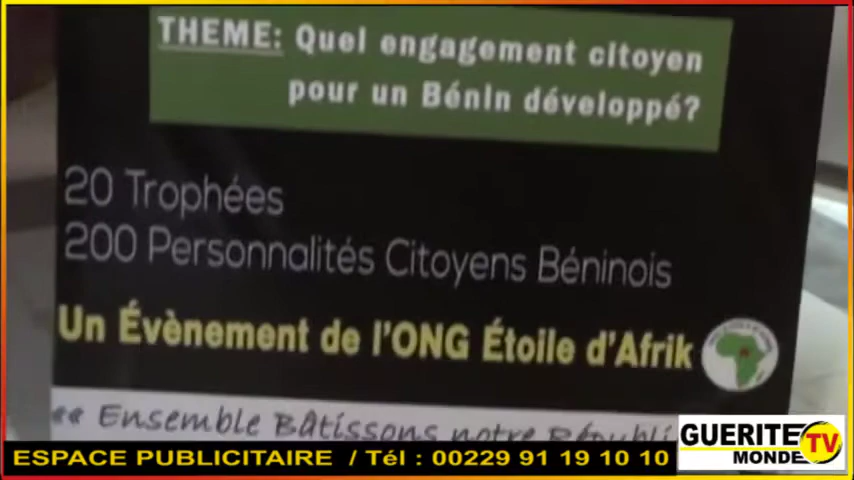 THEME: Quel engagement citoyen
pour un Bénin développé?
20 Trophées
200 Personnalités Citoyens Béninois
Un Évènement de l'ONG Étoile d'Afrik
« Ensemble Bâtissons notre
GUERITE TV
MONDE
ESPACE PUBLICITAIRE / Tél : 00229 91 19 10 10